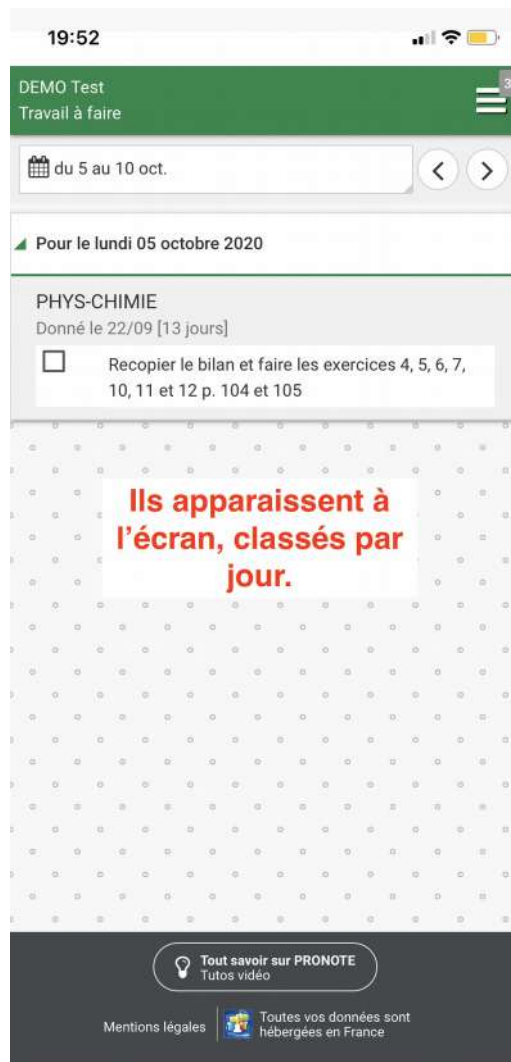 19:52
DEMO Test
3
Travail à faire
du 5 au 10 oct.
Pour le lundi 05 octobre 2020
PHYS-CHIMIE
Donné le 22/09 [13 jours]
Recopier le bilan et faire les exercices 4, 5, 6, 7,
10, 11 et 12 p. 104 et 105
Ils apparaissent à
l'écran, classés par
jour.
Tout savoir sur PRONOTE
Tutos vidéo
Mentions légales
Toutes vos données sont
hébergées en France